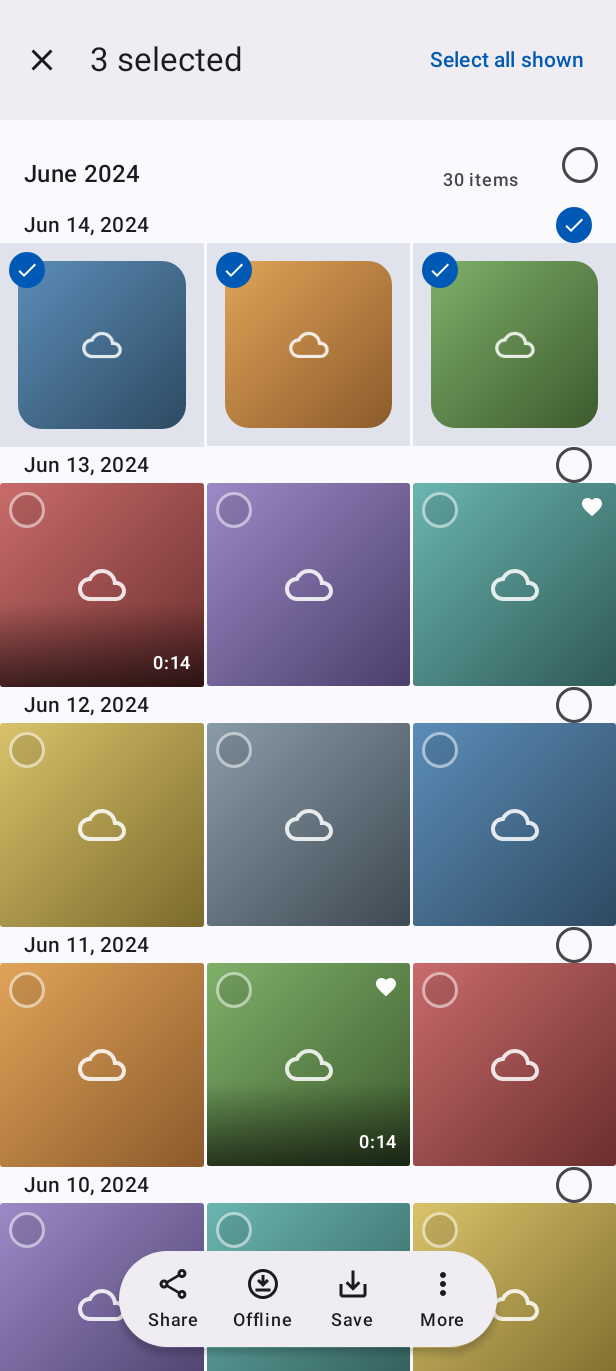 3 selected
Select all shown
June 2024
30 items
Jun 14, 2024
Jun 13, 2024
0:14
Jun 12, 2024
Jun 11, 2024
0:14
Jun 10, 2024
Share
Offline
Save
More